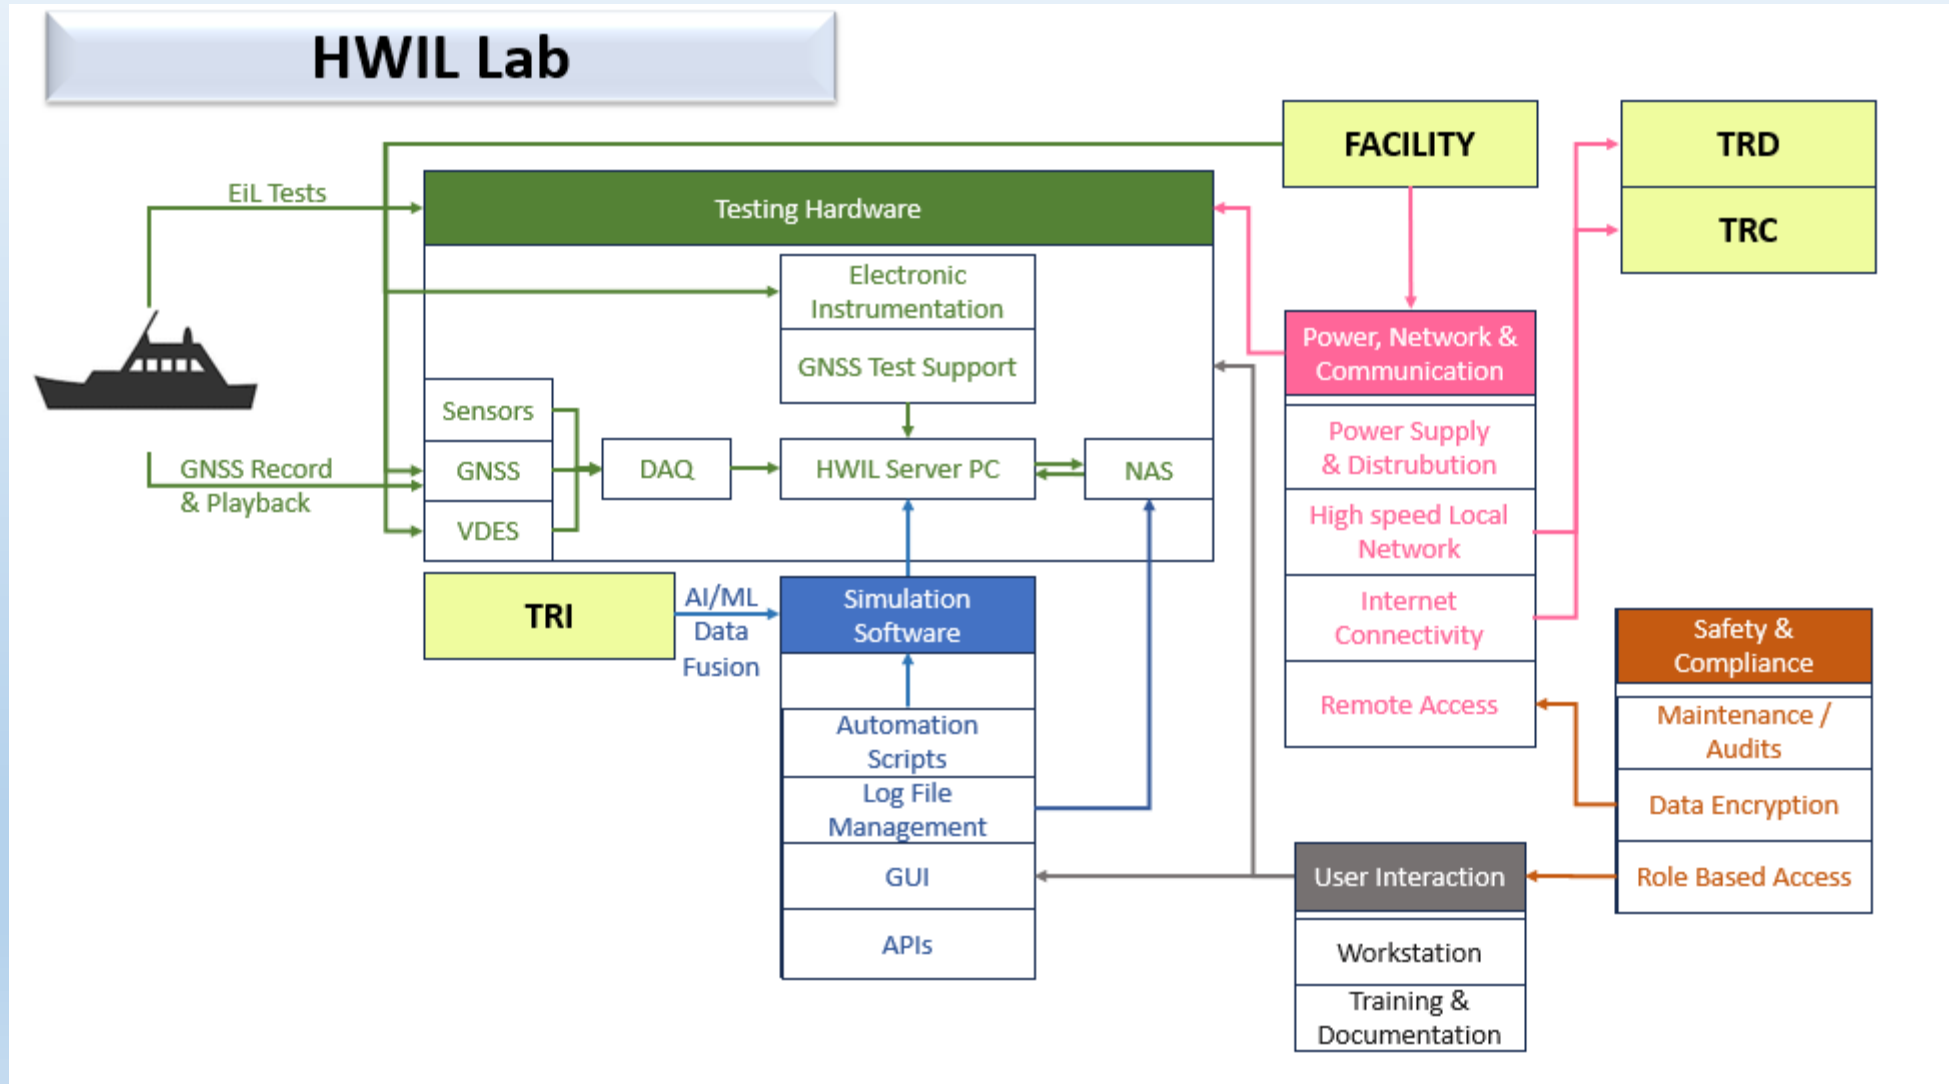 HWIL Lab
FACILITY
TRD
TRC
EiL Tests
Testing Hardware
Electronic
Instrumentation
GNSS Test Support
Power, Network &
Communication
Power Supply
& Distrubution
High speed Local
Network
Internet
Connectivity
Remote Access
Sensors
GNSS
VDES
GNSS Record
& Playback
DAQ
HWIL Server PC
NAS
TRI
AI/ML
Data
Fusion
Simulation
Software
Automation
Scripts
Log File
Management
GUI
APIs
Safety &
Compliance
Maintenance /
Audits
Data Encryption
Role Based Access
User Interaction
Workstation
Training &
Documentation